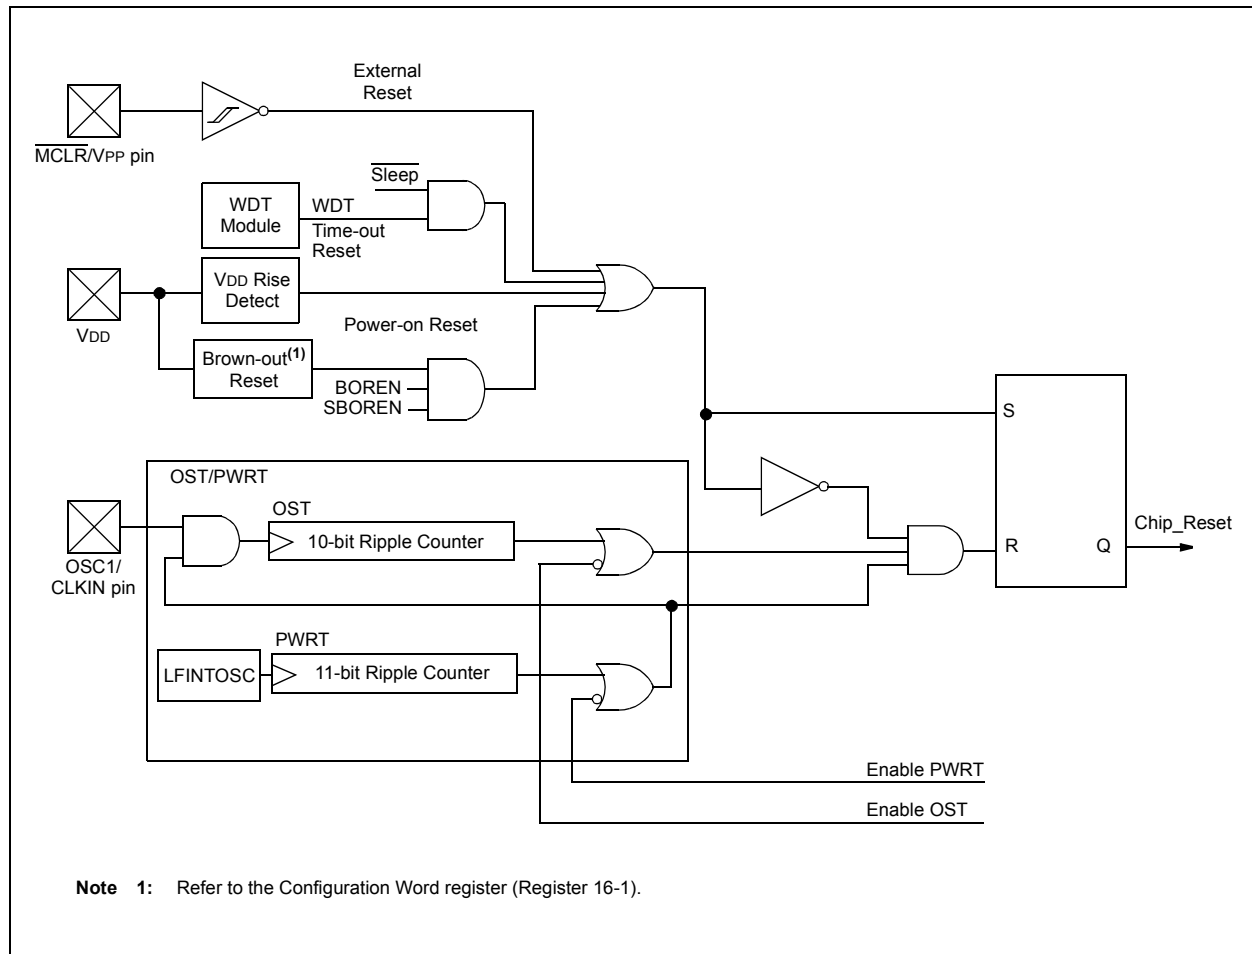 External
Reset
MCLR/VPP pin
Sleep
WDT
Module
WDT
Time-out
Reset
VDD Rise
Detect
VDD
Power-on Reset
Brown-out(1)
Reset
BOREN
SBOREN
S
OST/PWRT
OST
10-bit Ripple Counter
OSC1/
CLKIN pin
Chip_Reset
R
Q
PWRT
LFINTOSC
11-bit Ripple Counter
Enable PWRT
Enable OST
Note 1: Refer to the Configuration Word register (Register 16-1).